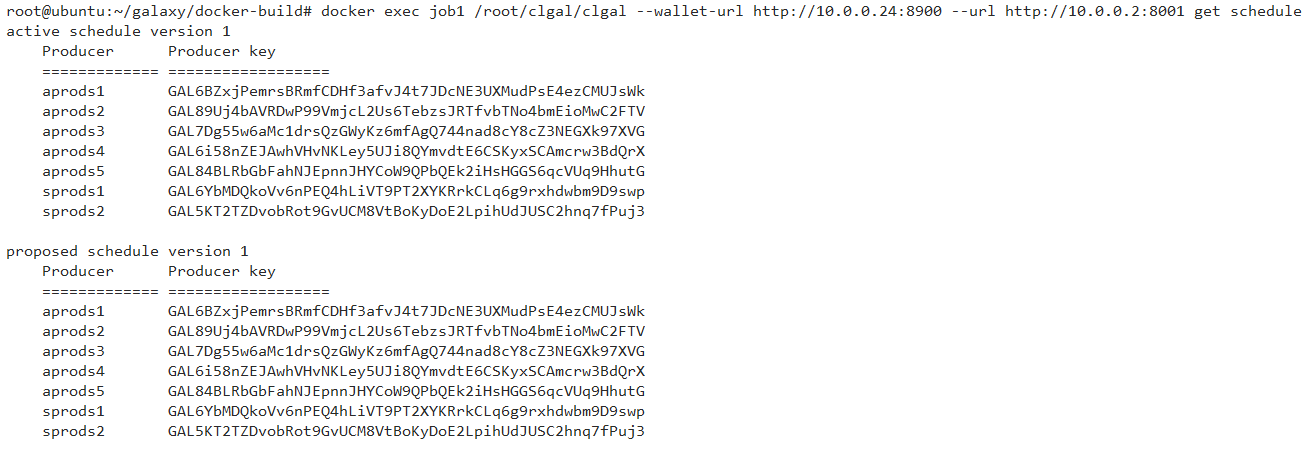 root@ubuntu:~/galaxy/docker-build# docker exec job1 /root/clgal/clgal --wallet-url http://10.0.0.24:8900 --url http://10.0.0.2:8001 get schedule
active schedule version 1
    Producer      Producer key
    ============= ==================
    aprods1       GAL6BZxjPemrsBRmfCDHf3afvJ4t7JDcNE3UXMudPsE4ezCMUJsWk
    aprods2       GAL89Uj4bAVRDwP99VmjcL2Us6TebzsJRTfvbTNo4bmEioMwC2FTV
    aprods3       GAL7Dg55w6aMc1drsQzGWyKz6mfAgQ744nad8cY8cZ3NEGXk97XVG
    aprods4       GAL6i58nZEJAwhVHvNKLey5UJi8QYmvdtE6CSKyxSCAmcrw3BdQrX
    aprods5       GAL84BLRbGbFahNJEpnnJHYCoW9QPbQEk2iHsHGGS6qcVUq9HhutG
    sprods1       GAL6YbMDQkoVv6nPEQ4hLiVT9PT2XYKRrkCLq6g9rxhdwbm9D9swp
    sprods2       GAL5KT2TZDvobRot9GvUCM8VtBoKyDoE2LpihUdJUSC2hnq7fPuj3

proposed schedule version 1
    Producer      Producer key
    ============= ==================
    aprods1       GAL6BZxjPemrsBRmfCDHf3afvJ4t7JDcNE3UXMudPsE4ezCMUJsWk
    aprods2       GAL89Uj4bAVRDwP99VmjcL2Us6TebzsJRTfvbTNo4bmEioMwC2FTV
    aprods3       GAL7Dg55w6aMc1drsQzGWyKz6mfAgQ744nad8cY8cZ3NEGXk97XVG
    aprods4       GAL6i58nZEJAwhVHvNKLey5UJi8QYmvdtE6CSKyxSCAmcrw3BdQrX
    aprods5       GAL84BLRbGbFahNJEpnnJHYCoW9QPbQEk2iHsHGGS6qcVUq9HhutG
    sprods1       GAL6YbMDQkoVv6nPEQ4hLiVT9PT2XYKRrkCLq6g9rxhdwbm9D9swp
    sprods2       GAL5KT2TZDvobRot9GvUCM8VtBoKyDoE2LpihUdJUSC2hnq7fPuj3